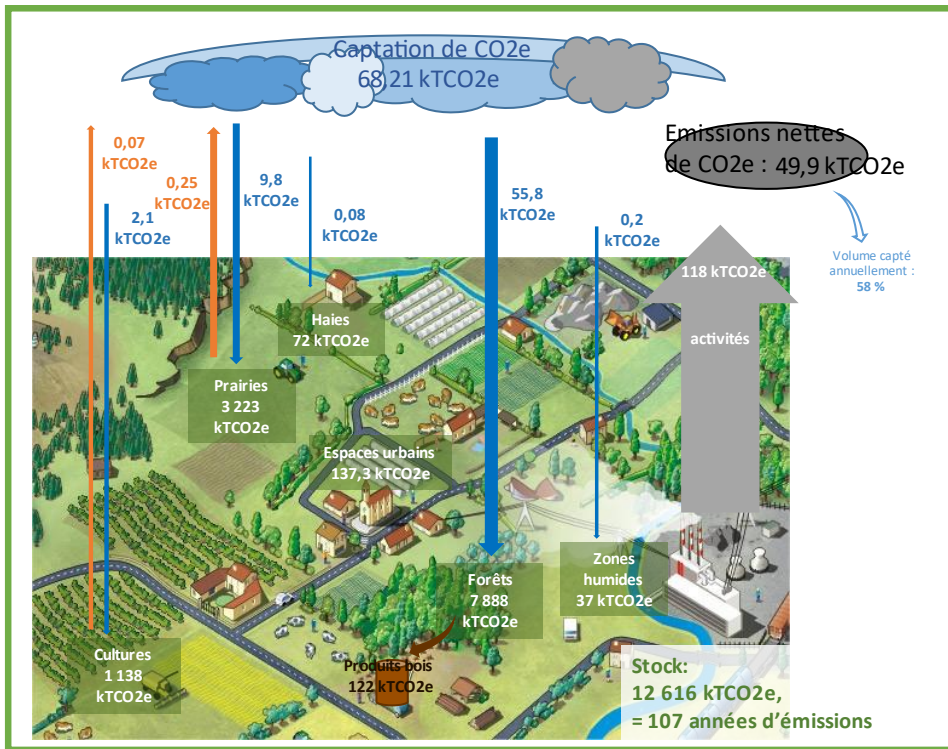 Captation de CO2e
68,21 kTCO2e
Emissions nettes
de CO2e : 49,9 kTCO2e
0,07
kTCO2e
2,1
kTCO2e
0,25
kTCO2e
9,8
kTCO2e
0,08
kTCO2e
55,8
kTCO2e
0,2
kTCO2e
Volume capté
annuellement :
58 %
118 kTCO2e
activités
Haies
72 kTCO2e
Prairies
3 223
kTCO2e
Espaces urbains
137,3 kTCO2e
Forêts
7 888
kTCO2e
Zones
humides
37 kTCO2e
Cultures
1 138
kTCO2e
Produits bois
122 kTCO2e
Stock:
12 616 kTCO2e,
= 107 années d’émissions